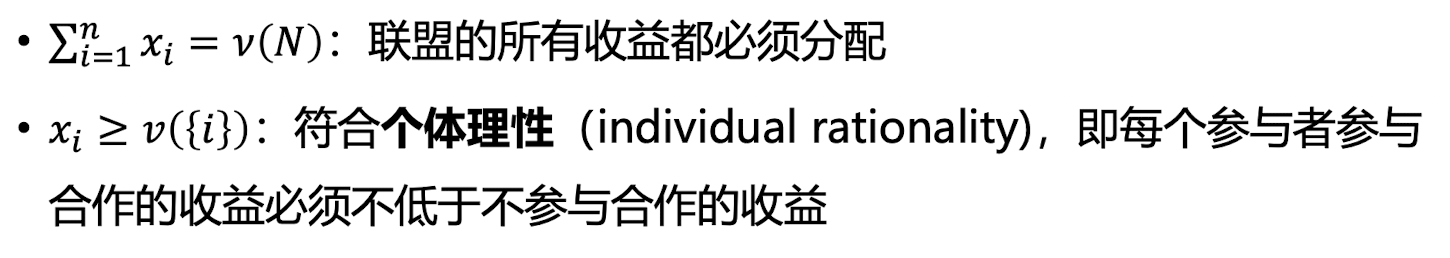 • ∑ⁿᵢ₌₁ xᵢ = v(N)：联盟的所有收益都必须分配
• xᵢ ≥ v({i})：符合个体理性（individual rationality)，即每个参与者参与
合作的收益必须不低于不参与合作的收益